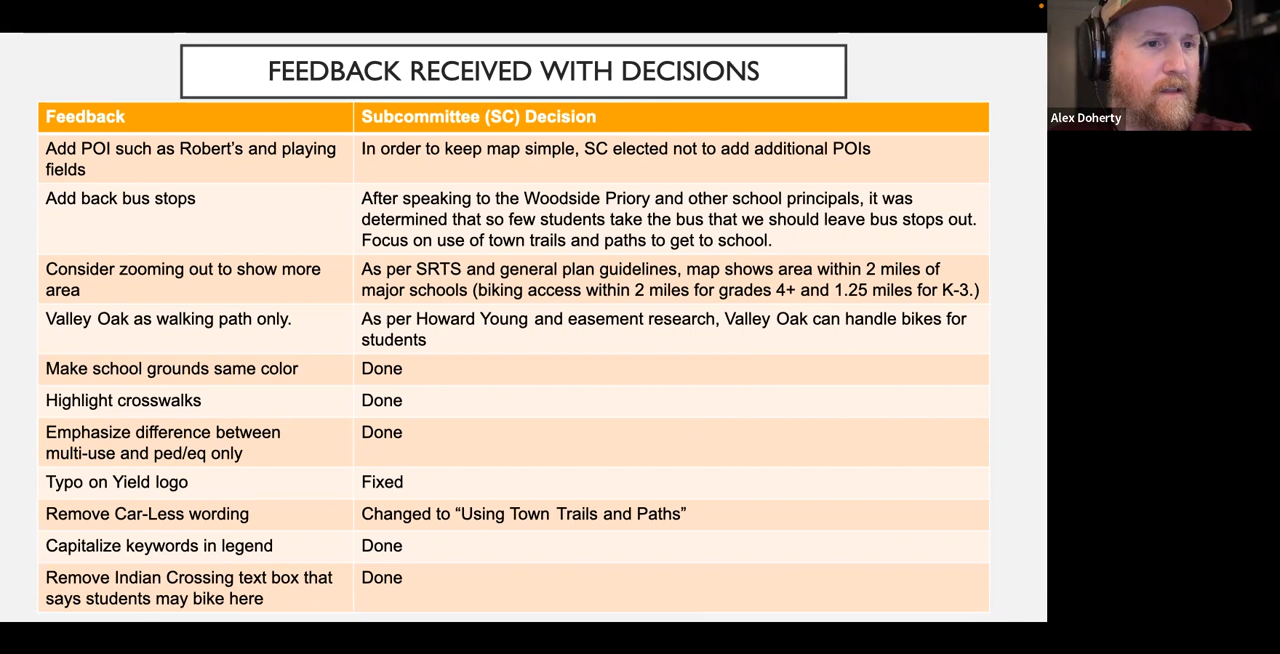 FEEDBACK RECEIVED WITH DECISIONS
Feedback
Subcommittee (SC) Decision
Add POI such as Robert's and playing
fields
In order to keep map simple, SC elected not to add additional POIs
Add back bus stops
After speaking to the Woodside Priory and other school principals, it was
determined that so few students take the bus that we should leave bus stops out.
Focus on use of town trails and paths to get to school.
Consider zooming out to show more
area
As per SRTS and general plan guidelines, map shows area within 2 miles of
major schools (biking access within 2 miles for grades 4+ and 1.25 miles for K-3.)
Valley Oak as walking path only.
As per Howard Young and easement research, Valley Oak can handle bikes for
students
Make school grounds same color
Done
Highlight crosswalks
Done
Emphasize difference between
multi-use and ped/eq only
Done
Typo on Yield logo
Fixed
Remove Car-Less wording
Changed to “Using Town Trails and Paths”
Capitalize keywords in legend
Done
Remove Indian Crossing text box that
says students may bike here
Done
Alex Doherty